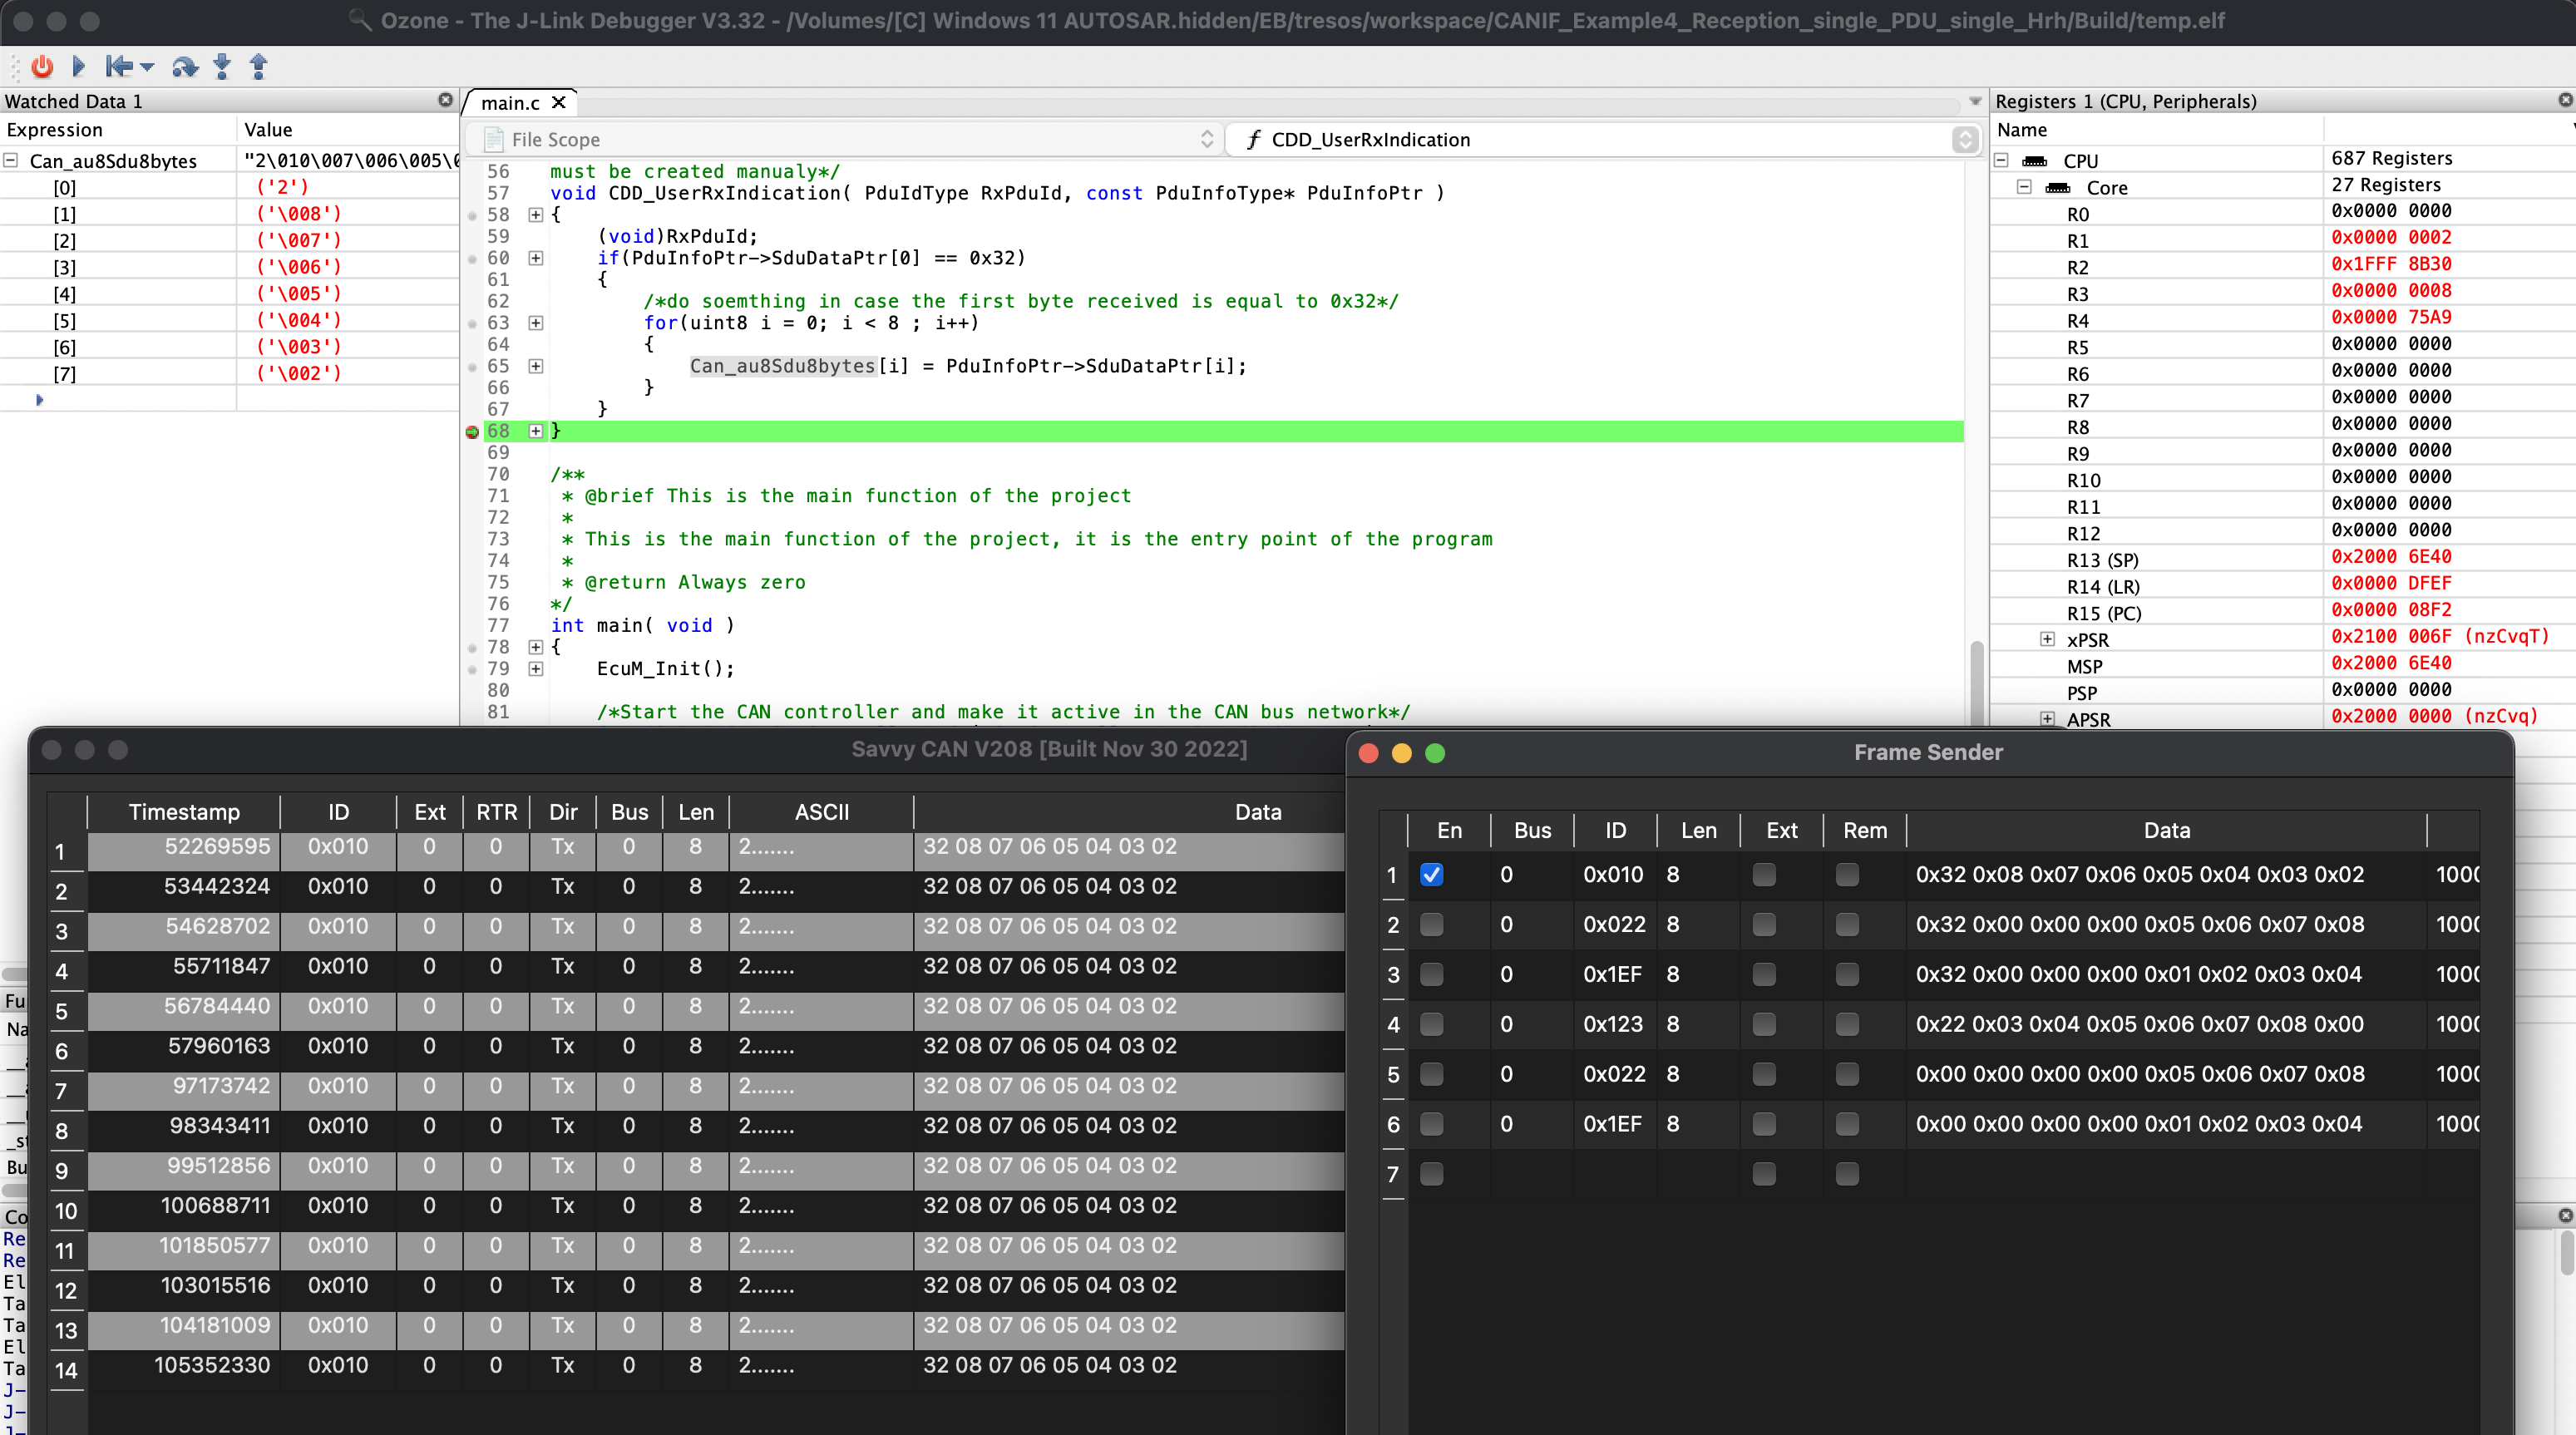 Ozone - The J-Link Debugger V3.32 - /Volumes/[C] Windows 11 AUTOSAR.hidden/EB/tresos/workspace/CANIF_Example4_Reception_single_PDU_single_Hrh/Build/temp.elf
Watched Data 1
Expression Value
Can_au8Sdu8bytes "2\010\007\006\005\0
[0] ('2')
[1] ('\008')
[2] ('\007')
[3] ('\006')
[4] ('\005')
[5] ('\004')
[6] ('\003')
[7] ('\002')
main.c
File Scope CDD_UserRxIndication
56 must be created manualy*/
57 void CDD_UserRxIndication( PduIdType RxPduId, const PduInfoType* PduInfoPtr )
58 {
59 (void)RxPduId;
60 if(PduInfoPtr->SduDataPtr[0] == 0x32)
61 {
62 /*do soemthing in case the first byte received is equal to 0x32*/
63 for(uint8 i = 0; i < 8 ; i++)
64 {
65 Can_au8Sdu8bytes[i] = PduInfoPtr->SduDataPtr[i];
66 }
67 }
68 }
69
70 /**
71 * @brief This is the main function of the project
72 *
73 * This is the main function of the project, it is the entry point of the program
74 *
75 * @return Always zero
76 */
77 int main( void )
78 {
79 EcuM_Init();
80
81 /*Start the CAN controller and make it active in the CAN bus network*/
Registers 1 (CPU, Peripherals)
Name
CPU 687 Registers
Core 27 Registers
R0 0x0000 0000
R1 0x0000 0002
R2 0x1FFF 8B30
R3 0x0000 0008
R4 0x0000 75A9
R5 0x0000 0000
R6 0x0000 0000
R7 0x0000 0000
R8 0x0000 0000
R9 0x0000 0000
R10 0x0000 0000
R11 0x0000 0000
R12 0x0000 0000
R13 (SP) 0x2000 6E40
R14 (LR) 0x0000 DFEF
R15 (PC) 0x0000 08F2
xPSR 0x2100 006F (nzCvqT)
MSP 0x2000 6E40
PSP 0x0000 0000
APSR 0x2000 0000 (nzCvq)
Fu
Na
_st
Bu
Co
Re
Re
El
Ta
Ta
El
Ta
J-
J-
Savvy CAN V208 [Built Nov 30 2022]
Timestamp ID Ext RTR Dir Bus Len ASCII Data
1 52269595 0x010 0 0 Tx 0 8 2....... 32 08 07 06 05 04 03 02
2 53442324 0x010 0 0 Tx 0 8 2....... 32 08 07 06 05 04 03 02
3 54628702 0x010 0 0 Tx 0 8 2....... 32 08 07 06 05 04 03 02
4 55711847 0x010 0 0 Tx 0 8 2....... 32 08 07 06 05 04 03 02
5 56784440 0x010 0 0 Tx 0 8 2....... 32 08 07 06 05 04 03 02
6 57960163 0x010 0 0 Tx 0 8 2....... 32 08 07 06 05 04 03 02
7 97173742 0x010 0 0 Tx 0 8 2....... 32 08 07 06 05 04 03 02
8 98343411 0x010 0 0 Tx 0 8 2....... 32 08 07 06 05 04 03 02
9 99512856 0x010 0 0 Tx 0 8 2....... 32 08 07 06 05 04 03 02
10 100688711 0x010 0 0 Tx 0 8 2....... 32 08 07 06 05 04 03 02
11 101850577 0x010 0 0 Tx 0 8 2....... 32 08 07 06 05 04 03 02
12 103015516 0x010 0 0 Tx 0 8 2....... 32 08 07 06 05 04 03 02
13 104181009 0x010 0 0 Tx 0 8 2....... 32 08 07 06 05 04 03 02
14 105352330 0x010 0 0 Tx 0 8 2....... 32 08 07 06 05 04 03 02
Frame Sender
En Bus ID Len Ext Rem Data
1 0 0x010 8 0x32 0x08 0x07 0x06 0x05 0x04 0x03 0x02 1000
2 0 0x022 8 0x32 0x00 0x00 0x00 0x05 0x06 0x07 0x08 1000
3 0 0x1EF 8 0x32 0x00 0x00 0x00 0x01 0x02 0x03 0x04 1000
4 0 0x123 8 0x22 0x03 0x04 0x05 0x06 0x07 0x08 0x00 1000
5 0 0x022 8 0x00 0x00 0x00 0x00 0x05 0x06 0x07 0x08 1000
6 0 0x1EF 8 0x00 0x00 0x00 0x00 0x01 0x02 0x03 0x04 1000
7